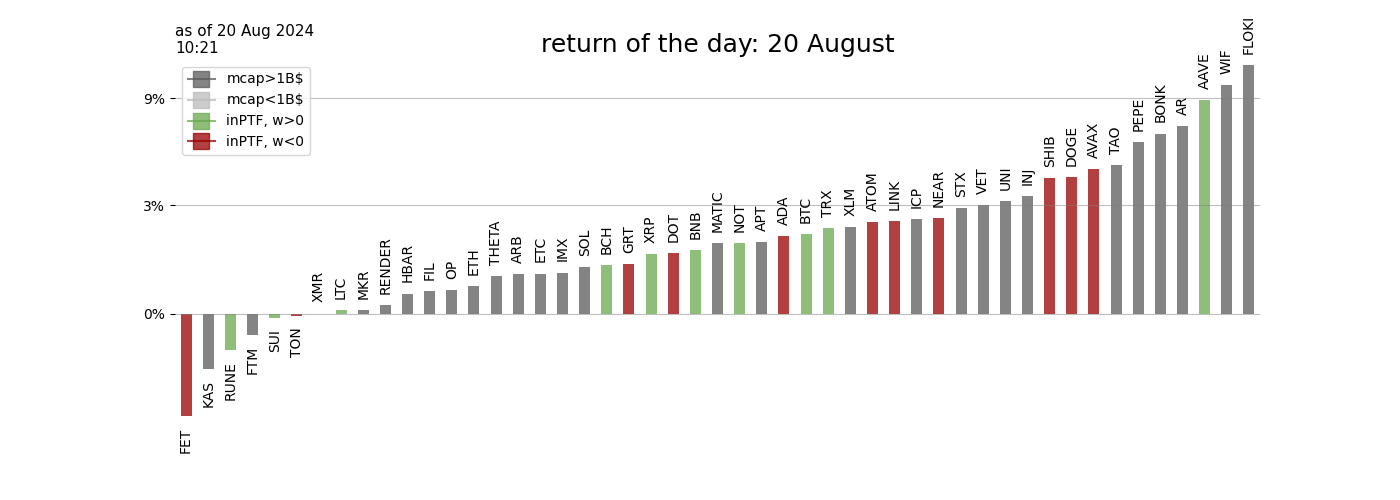 as of 20 Aug 2024
10:21
return of the day: 20 August
mcap>1B$
mcap<1B$
inPTF, w>0
inPTF, w<0
9%
3%
0%
FET
KAS
RUNE
FTM
SUI
TON
XMR
LTC
MKR
RENDER
HBAR
FIL
OP
ETH
THETA
ARB
ETC
IMX
SOL
BCH
GRT
XRP
DOT
BNB
MATIC
NOT
APT
ADA
BTC
TRX
XLM
ATOM
LINK
ICP
NEAR
STX
VET
UNI
INJ
SHIB
DOGE
AVAX
TAO
PEPE
BONK
AR
AAVE
WIF
FLOKI